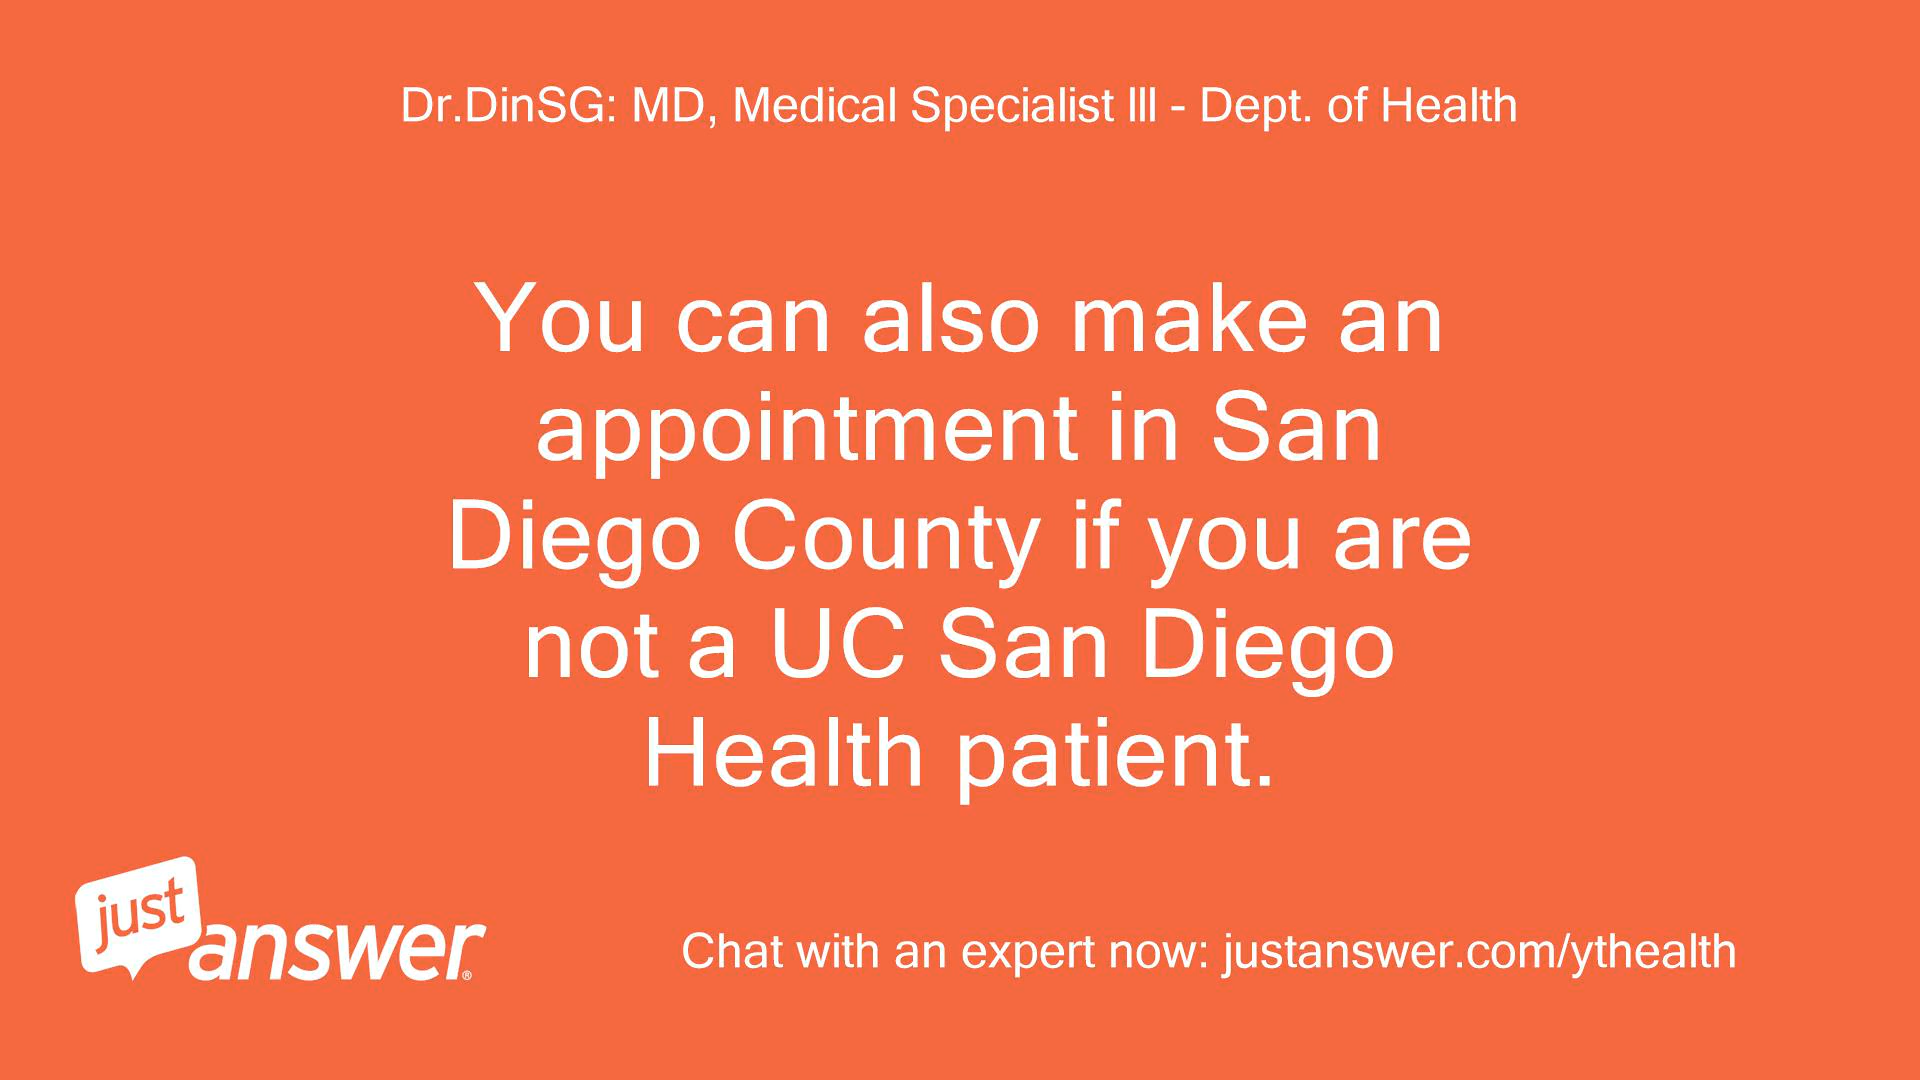 Dr.DinSG: MD, Medical Specialist lll - Dept. of Health
You can also make an
appointment in San
Diego County if you are
not a UC San Diego
Health patient.
just
answer®
Chat with an expert now: justanswer.com/ythealth